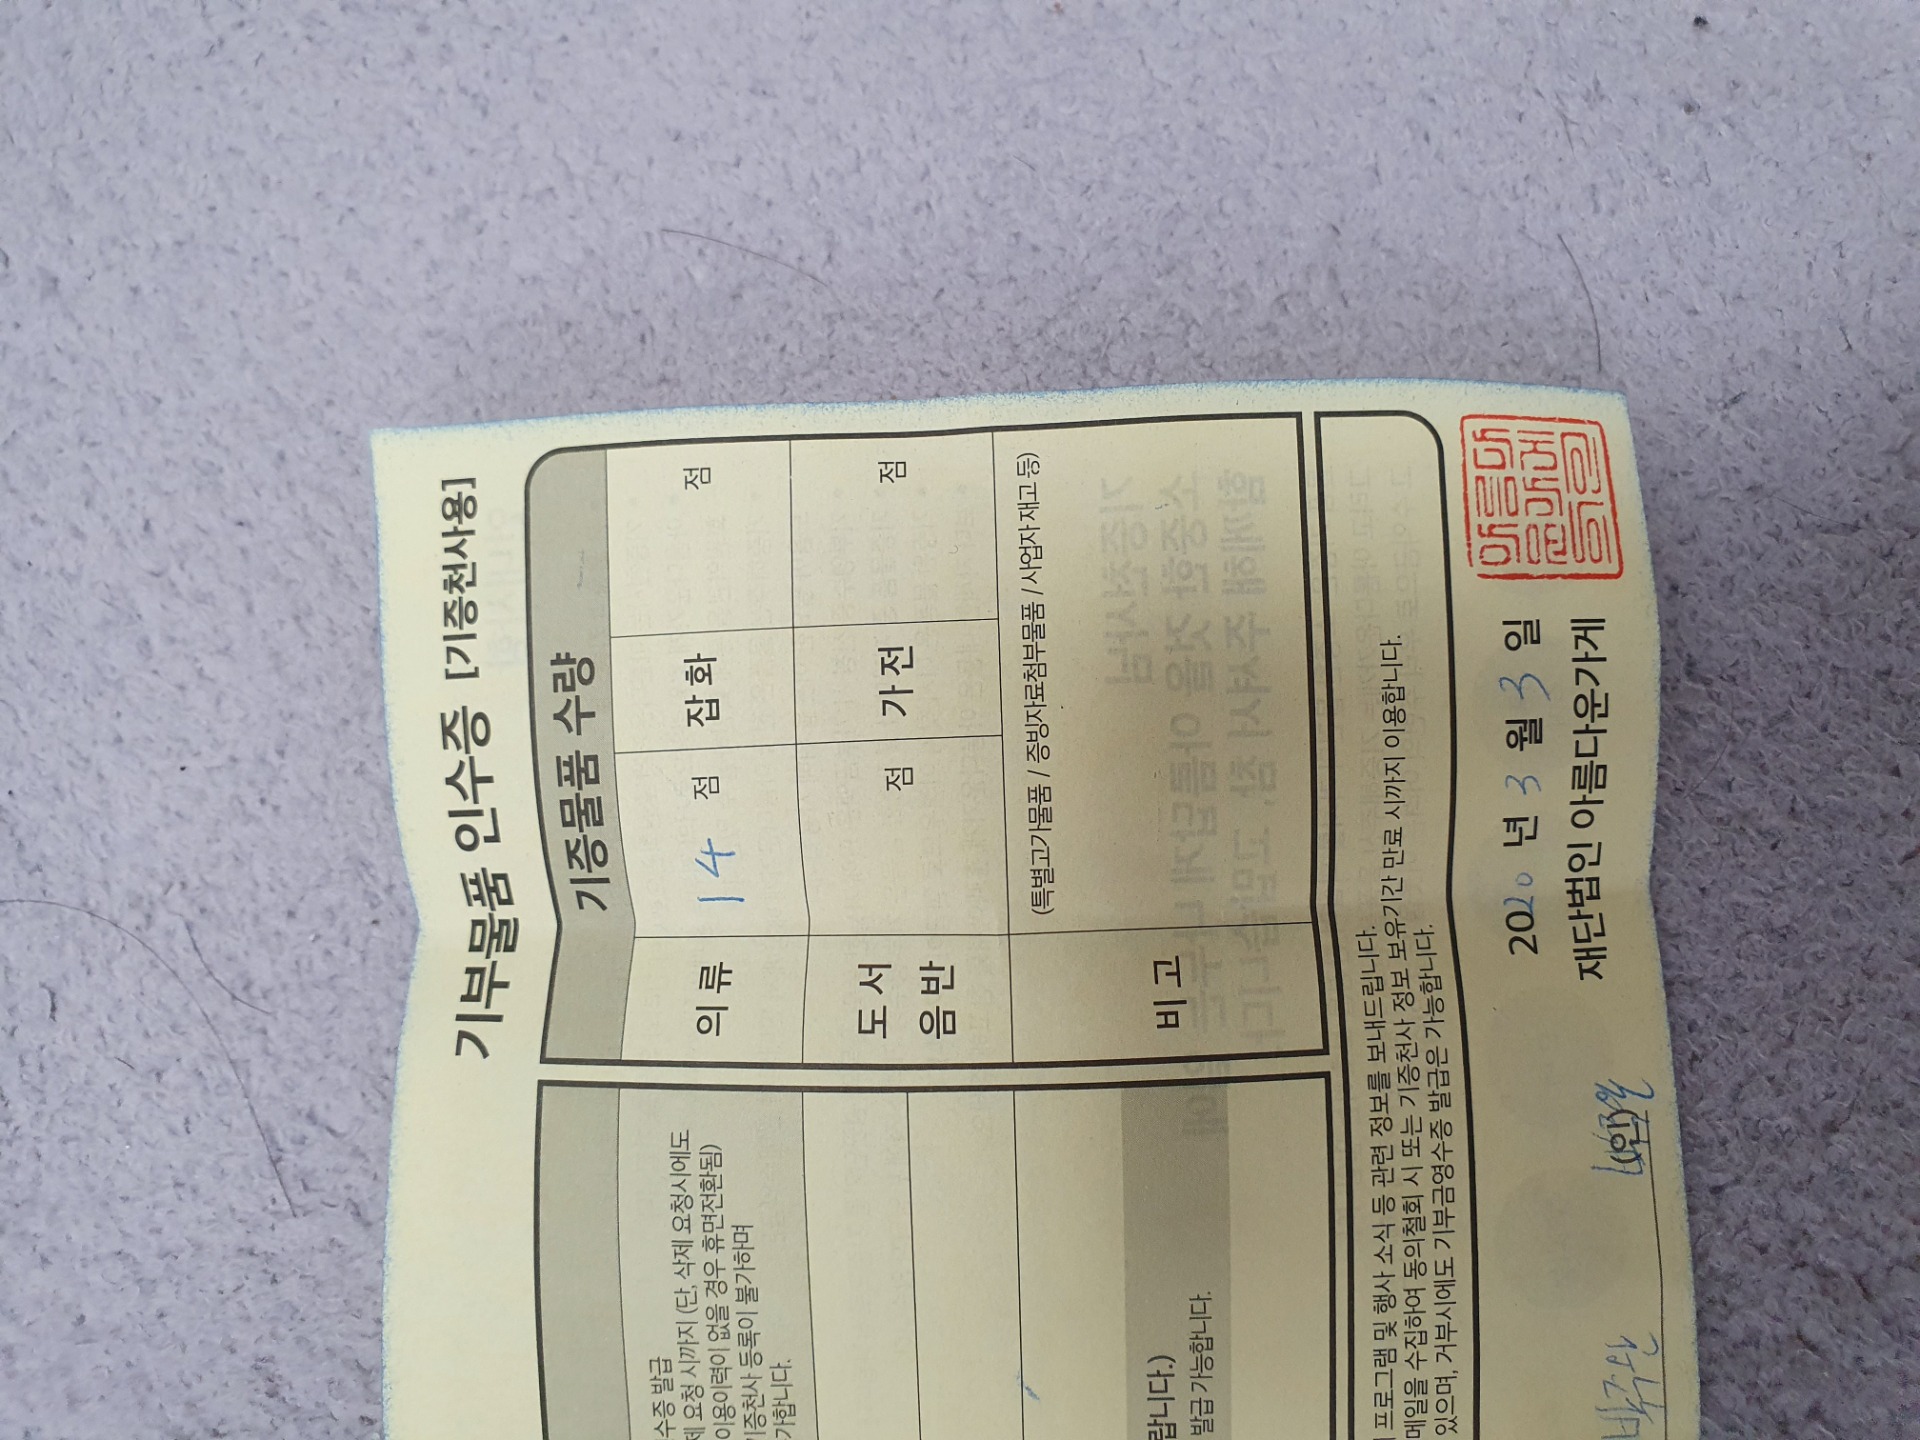 기부물품 인수증 [기증천사용]
기증물품 수량
의 류 14 점 잡 화 점
도 서
음 반 점 가 전 점
비 고 (특별고가물품 / 증빙자료첨부물품 / 사업자 재고 등)
수증 발급
제 요청 시까지 (단, 삭제 요청시에도
이용이력이 없을 경우 휴면전환됨)
기증천사 등록이 불가하며
가합니다.
랍니다.)
발급 가능합니다.
프로그램 및 행사 소식 등 관련 정보를 보내드립니다.
메일을 수집하여 동의철회 시 또는 기증천사 정보 보유기간 만료 시까지 이용합니다.
있으며, 거부시에도 기부금영수증 발급은 가능합니다.
2020 년 3 월 3 일
(인) 재단법인 아름다운가게